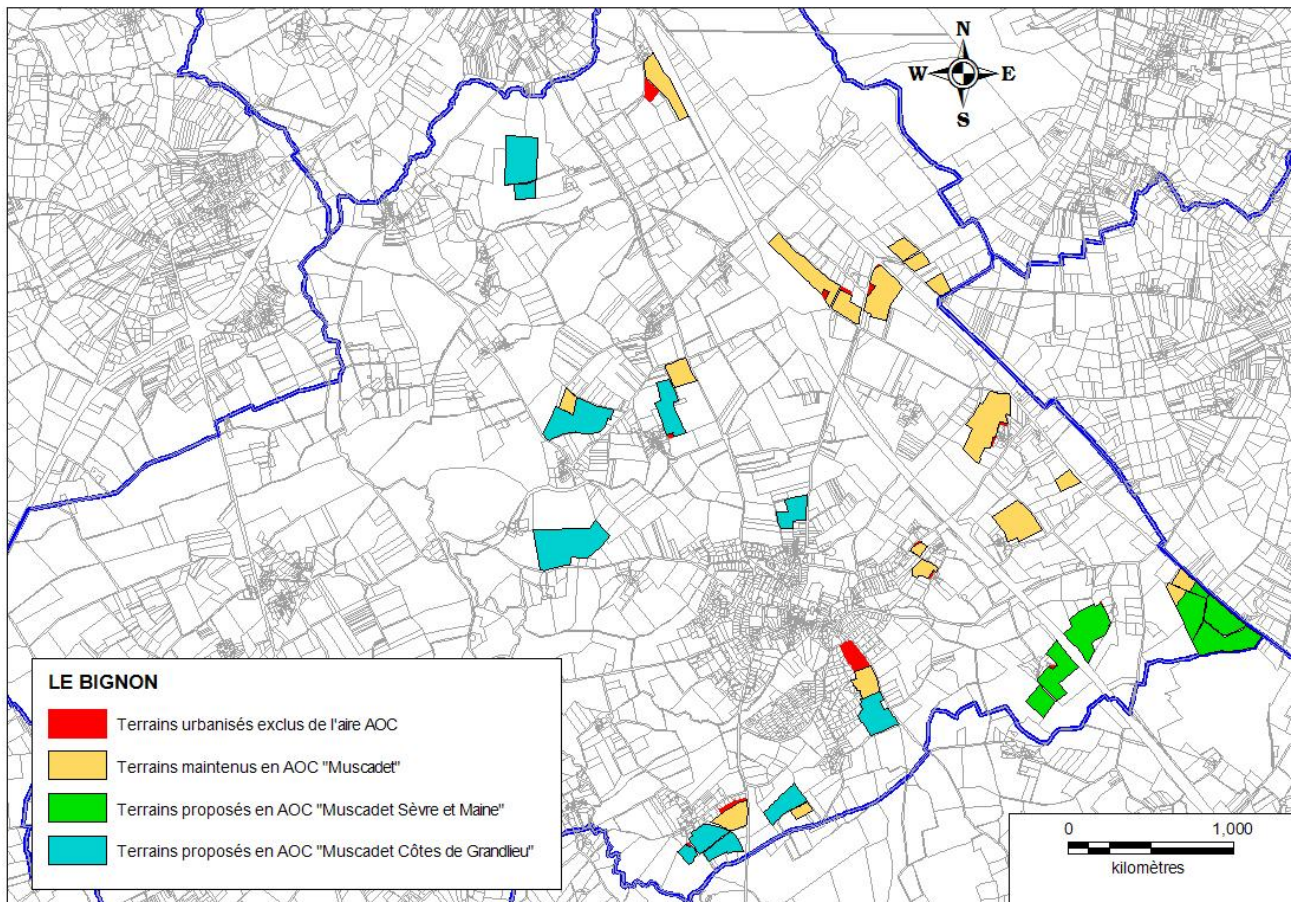 N
W E
S
LE BIGNON
Terrains urbanisés exclus de l'aire AOC
Terrains maintenus en AOC "Muscadet"
Terrains proposés en AOC "Muscadet Sèvre et Maine"
Terrains proposés en AOC "Muscadet Côtes de Grandlieu"
0 1,000
kilomètres